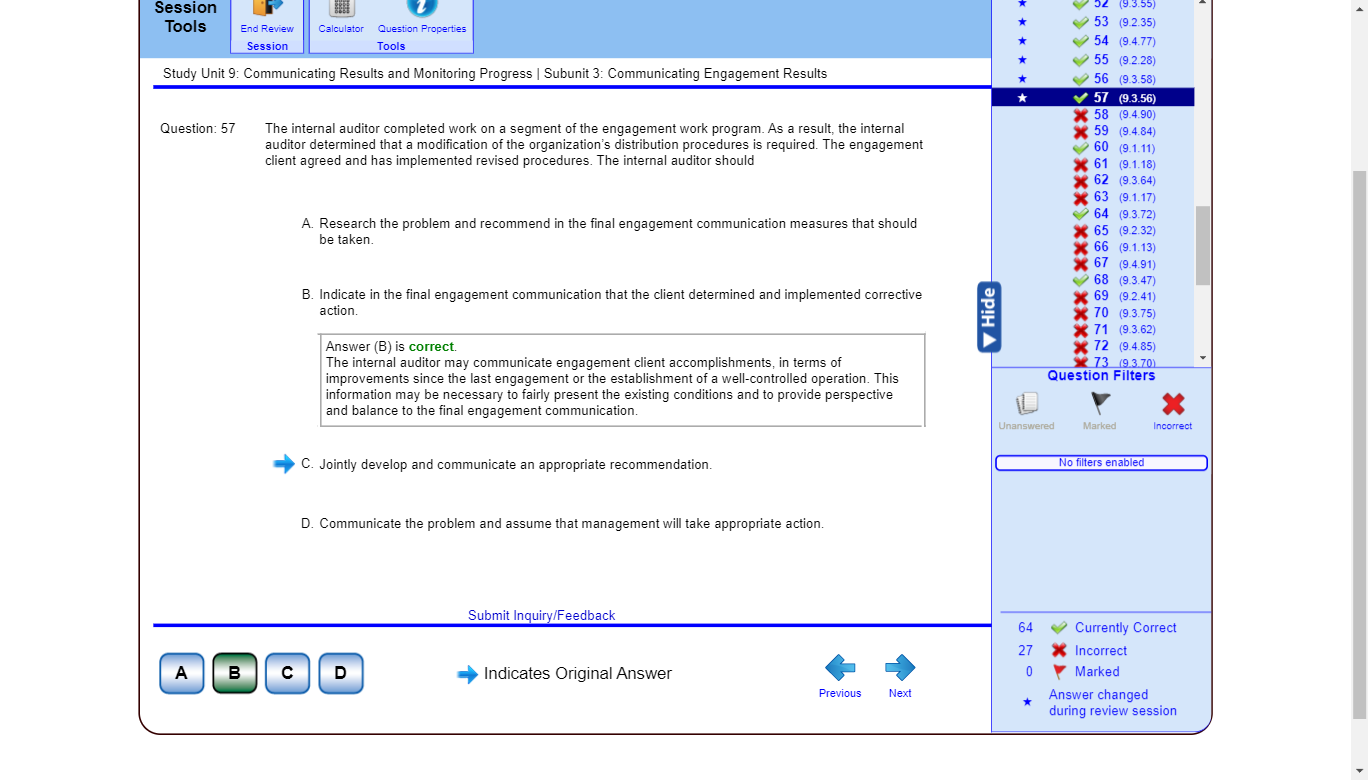 Session
Tools
End Review
Session
Calculator
Question Properties
Tools
Study Unit 9: Communicating Results and Monitoring Progress | Subunit 3: Communicating Engagement Results
Question: 57
The internal auditor completed work on a segment of the engagement work program. As a result, the internal
auditor determined that a modification of the organization's distribution procedures is required. The engagement
client agreed and has implemented revised procedures. The internal auditor should
A. Research the problem and recommend in the final engagement communication measures that should
be taken.
B. Indicate in the final engagement communication that the client determined and implemented corrective
action.
Answer (B) is correct.
The internal auditor may communicate engagement client accomplishments, in terms of
improvements since the last engagement or the establishment of a well-controlled operation. This
information may be necessary to fairly present the existing conditions and to provide perspective
and balance to the final engagement communication.
C. Jointly develop and communicate an appropriate recommendation.
D. Communicate the problem and assume that management will take appropriate action.
Submit Inquiry/Feedback
A B C D
Indicates Original Answer
Previous
Next
Hide
52 (9.3.55)
53 (9.2.35)
54 (9.4.77)
55 (9.2.28)
56 (9.3.58)
57 (9.3.56)
58 (9.4.90)
59 (9.4.84)
60 (9.1.11)
61 (9.1.18)
62 (9.3.64)
63 (9.1.17)
64 (9.3.72)
65 (9.2.32)
66 (9.1.13)
67 (9.4.91)
68 (9.3.47)
69 (9.2.41)
70 (9.3.75)
71 (9.3.62)
72 (9.4.85)
73 (9.3.70)
Question Filters
Unanswered
Marked
Incorrect
No filters enabled
64 Currently Correct
27 Incorrect
0 Marked
Answer changed
during review session